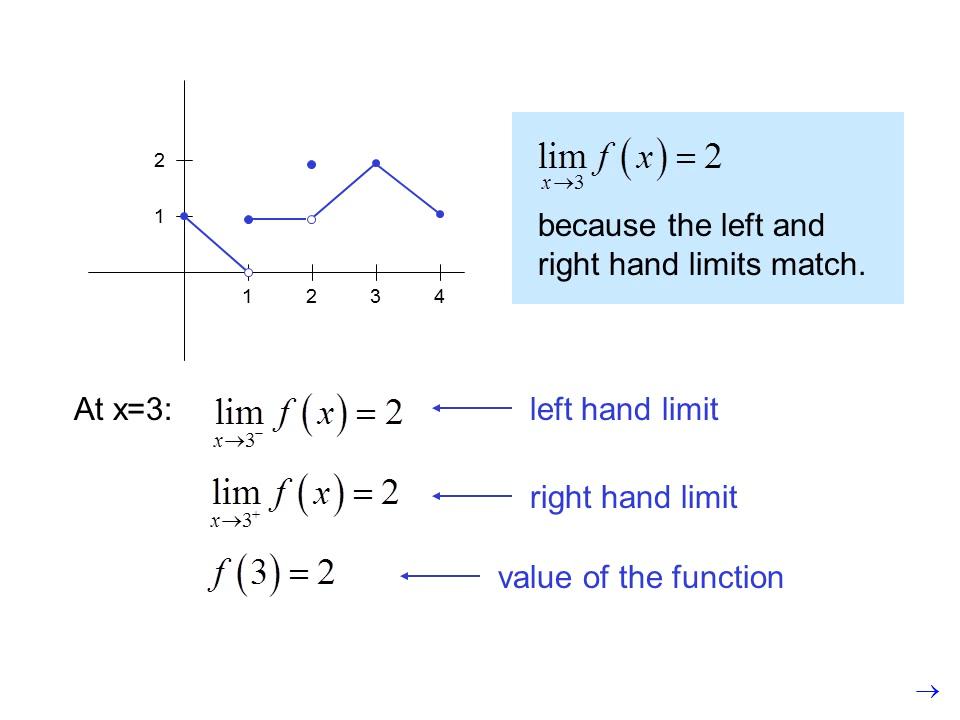 2
1
1 2 3 4
lim f(x) = 2
x→3
because the left and
right hand limits match.
At x=3: lim f(x) = 2 left hand limit
x→3⁻
lim f(x) = 2 right hand limit
x→3⁺
f(3) = 2 value of the function
→